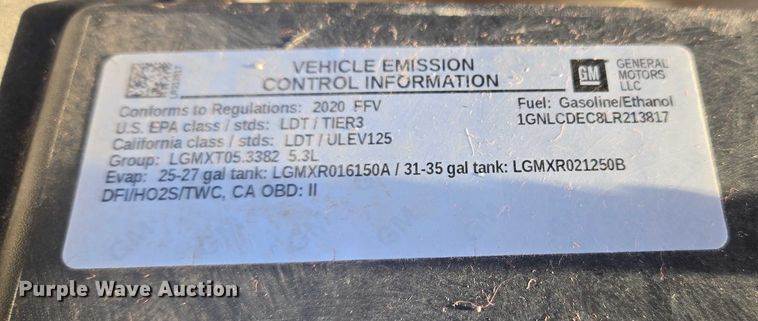 VEHICLE EMISSION
CONTROL INFORMATION
GM
GENERAL
MOTORS
LLC
Conforms to Regulations: 2020 FFV
Fuel: Gasoline/Ethanol
U.S. EPA class / stds: LDT / TIER3
1GNLCDEC8LR213817
California class / stds: LDT / ULEV125
Group: LGMXT05.3382 5.3L
Evap: 25-27 gal tank: LGMXR016150A / 31-35 gal tank: LGMXR021250B
DFI/HO2S/TWC, CA OBD: II
Purple Wave Auction